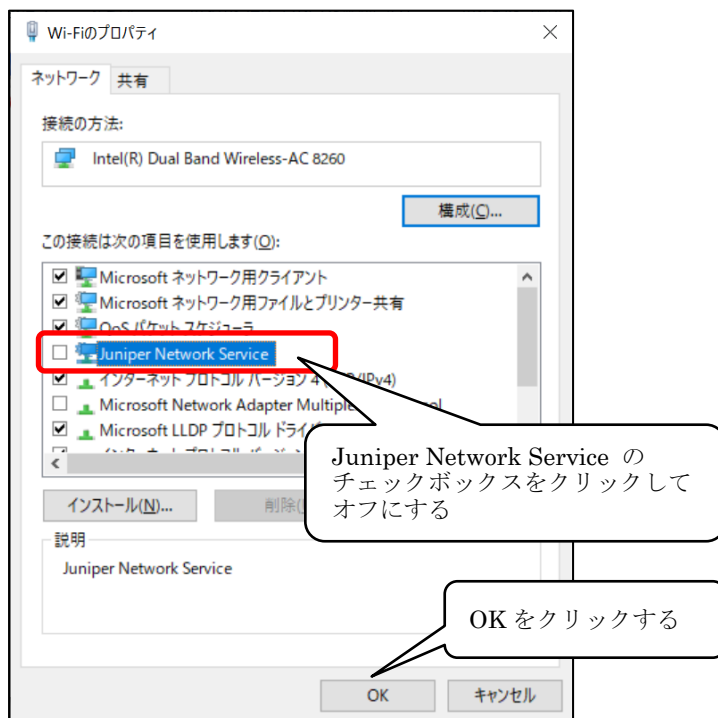 Wi-Fiのプロパティ
ネットワーク 共有
接続の方法:
Intel(R) Dual Band Wireless-AC 8260
構成(C)...
この接続は次の項目を使用します(O):
Microsoft ネットワーク用クライアント
Microsoft ネットワーク用ファイルとプリンター共有
QoS パケット スケジューラ
Juniper Network Service
インターネット プロトコル バージョン 4 (
/IPv4)
Microsoft Network Adapter
Microsoft LLDP プロトコル
Juniper Network Service の
チェックボックスをクリックして
オフにする
インストール(N)...
削除(
説明
Juniper Network Service
OK をクリックする
OK
キャンセル